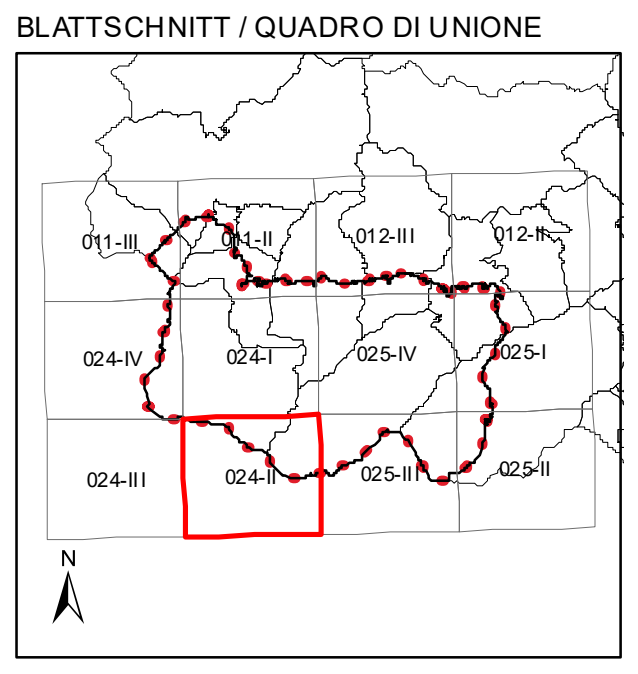 BLATTSCHNITT / QUADRO DI UNIONE
011-III
011-II
012-III
012-II
024-IV
024-I
025-IV
025-I
024-III
024-II
025-III
025-II
N